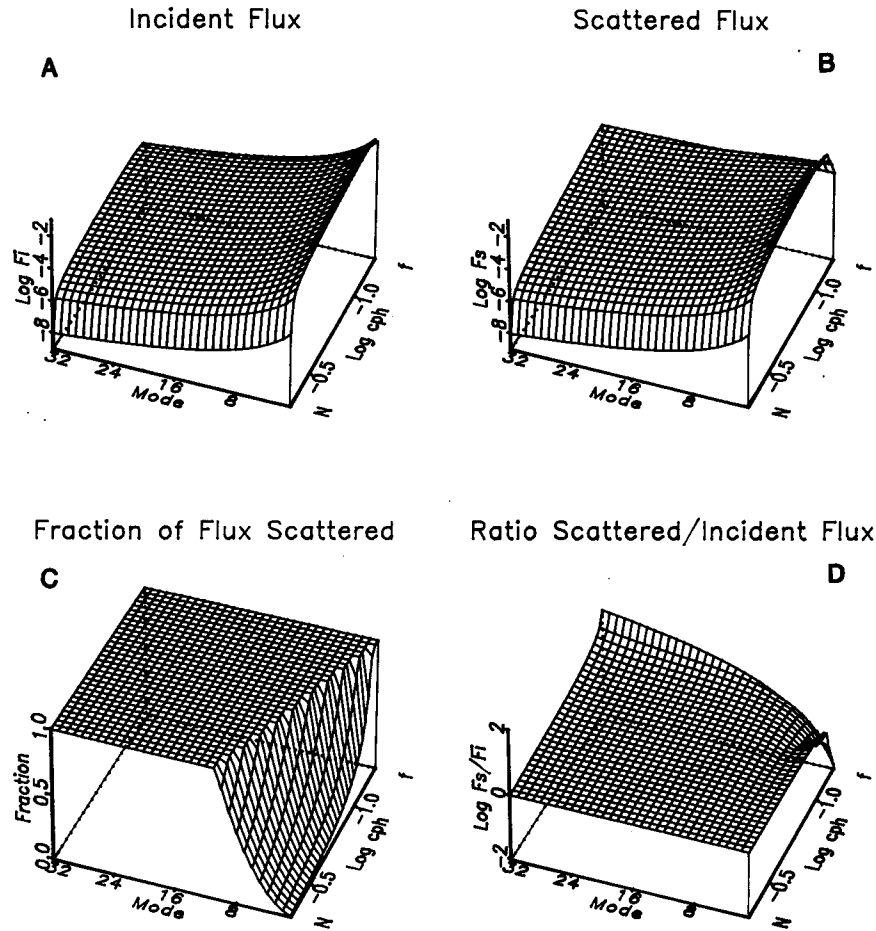 Incident Flux
A
Log Fi
-2
-4
-6
-8
32
24
16
8
Mode
N
-0.5
Log cph
-1.0
f
Scattered Flux
B
Log Fs
-2
-4
-6
-8
32
24
16
8
Mode
N
-0.5
Log cph
-1.0
f
Fraction of Flux Scattered
C
Fraction
1.0
0.5
0.0
32
24
16
8
Mode
N
-0.5
Log cph
-1.0
f
Ratio Scattered/Incident Flux
D
Log Fs/Fi
2
0
-2
32
24
16
8
Mode
N
-0.5
Log cph
-1.0
f